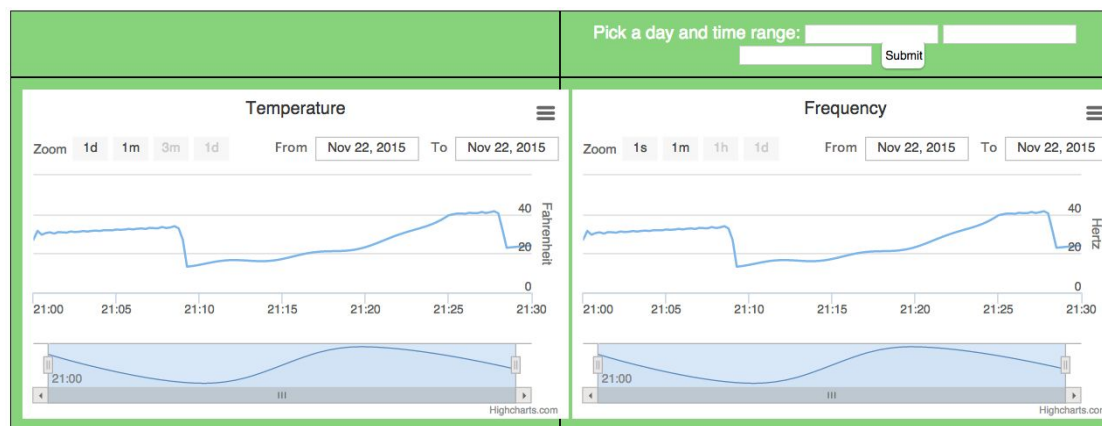 Pick a day and time range:
Submit
Temperature
Zoom 1d 1m 3m 1d From Nov 22, 2015 To Nov 22, 2015
40
Fahrenheit
20
0
21:00 21:05 21:10 21:15 21:20 21:25 21:30
21:00
Highcharts.com
Frequency
Zoom 1s 1m 1h 1d From Nov 22, 2015 To Nov 22, 2015
40
Hertz
20
0
21:00 21:05 21:10 21:15 21:20 21:25 21:30
21:00
Highcharts.com